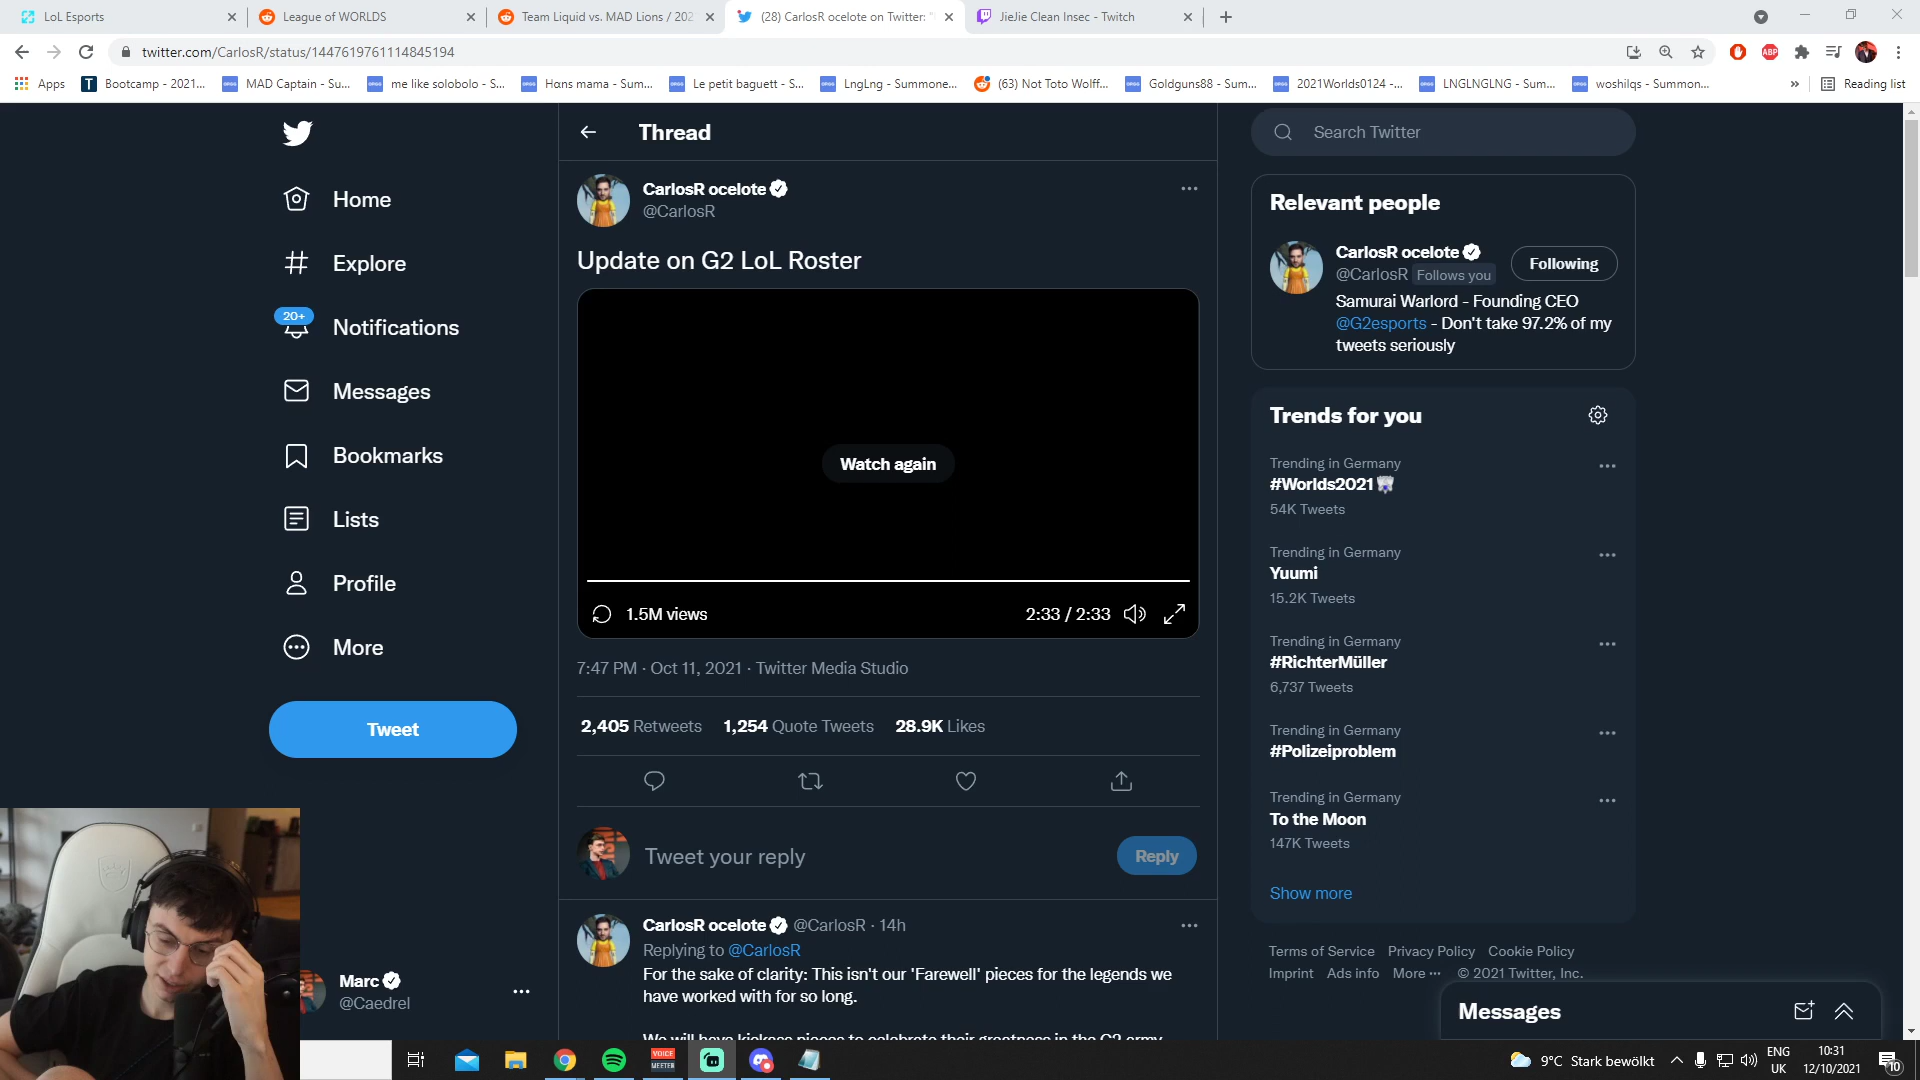 LoL Esports
League of WORLDS
Team Liquid vs. MAD Lions / 202
(28) CarlosR ocelote on Twitter: "
JieJie Clean Insec - Twitch
twitter.com/CarlosR/status/1447619761114845194
ABP
Apps
T Bootcamp - 2021...
MAD Captain - Su...
me like solobolo - S...
Hαns mama - Sum...
Le petit baguett - S...
LngLng - Summone...
(63) Not Toto Wolff...
Goldguns88 - Sum...
2021Worlds0124 -...
LNGLNGLNG - Sum...
woshilqs - Summon...
»
Reading list
Home
Explore
20+
Notifications
Messages
Bookmarks
Lists
Profile
More
Tweet
Marc
@Caedrel
Thread
CarlosR ocelote
@CarlosR
Update on G2 LoL Roster
Watch again
1.5M views
2:33 / 2:33
7:47 PM · Oct 11, 2021 · Twitter Media Studio
2,405 Retweets 1,254 Quote Tweets 28.9K Likes
Tweet your reply
Reply
CarlosR ocelote @CarlosR · 14h
Replying to @CarlosR
For the sake of clarity: This isn't our 'Farewell' pieces for the legends we
have worked with for so long.
We will have kickass pieces to celebrate their greatness in the G2 army
Search Twitter
Relevant people
CarlosR ocelote
@CarlosR Follows you
Following
Samurai Warlord - Founding CEO
@G2esports - Don't take 97.2% of my
tweets seriously
Trends for you
Trending in Germany
#Worlds2021
54K Tweets
Trending in Germany
Yuumi
15.2K Tweets
Trending in Germany
#RichterMüller
6,737 Tweets
Trending in Germany
#Polizeiproblem
Trending in Germany
To the Moon
147K Tweets
Show more
Terms of Service Privacy Policy Cookie Policy
Imprint Ads info More ··· © 2021 Twitter, Inc.
Messages
VOICE
MEETER
9°C Stark bewölkt
ENG
UK
10:31
12/10/2021
10